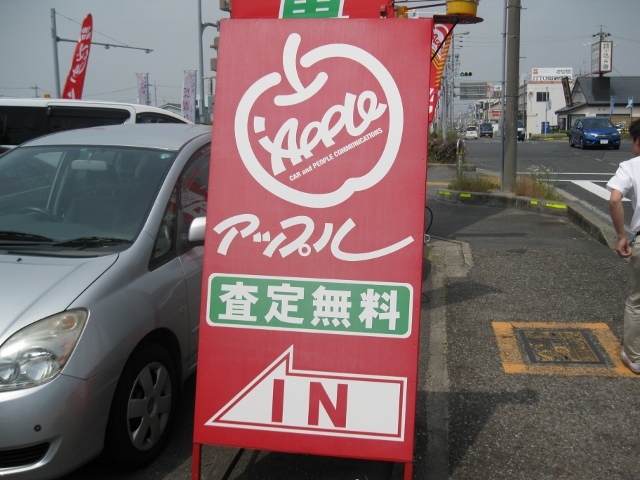 Apple
CAR and PEOPLE COMMUNICATIONS
アップル
査定無料
IN